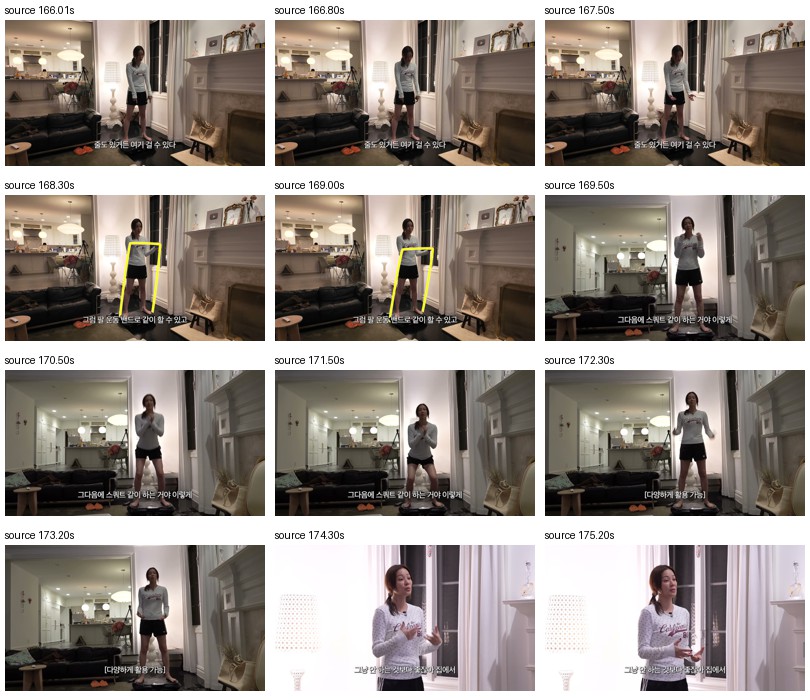 source 166.01s
source 166.80s
source 167.50s
줄도 있거든 여기 걸 수 있다
줄도 있거든 여기 걸 수 있다
줄도 있거든 여기 걸 수 있다
source 168.30s
source 169.00s
source 169.50s
그럼 팔 운동 밴드로 같이 할 수 있고
그럼 팔 운동 밴드로 같이 할 수 있고
그다음에 스쿼트 같이 하는 거야 이렇게
source 170.50s
source 171.50s
source 172.30s
그다음에 스쿼트 같이 하는 거야 이렇게
그다음에 스쿼트 같이 하는 거야 이렇게
[다양하게 활용 가능]
source 173.20s
source 174.30s
source 175.20s
[다양하게 활용 가능]
그냥 안 하는 것보다 좋잖아 집에서
그냥 안 하는 것보다 좋잖아 집에서